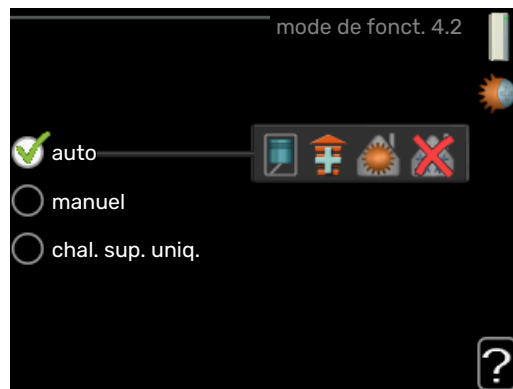 mode de fonct. 4.2
auto
manuel
chal. sup. uniq.
?